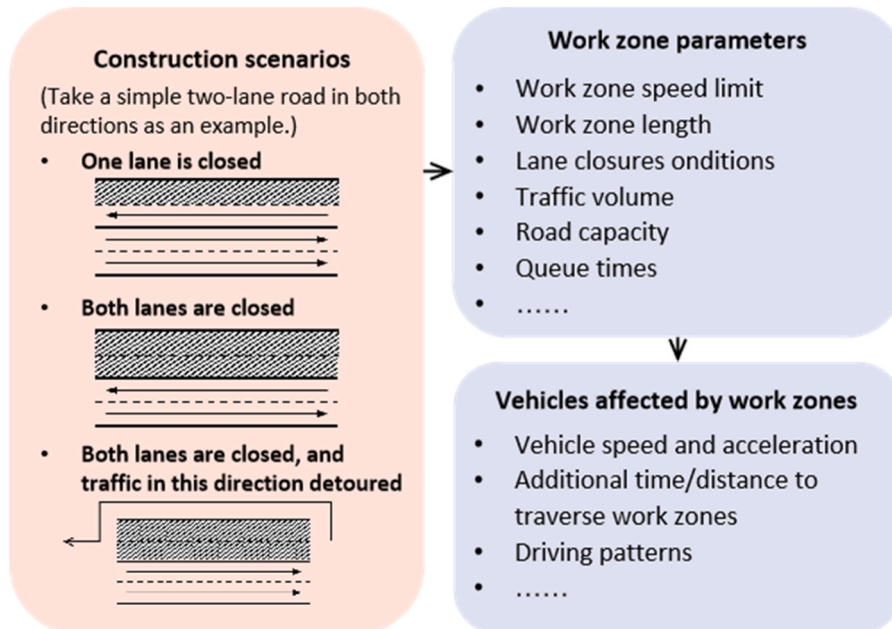 Construction scenarios
(Take a simple two-lane road in both
directions as an example.)
• One lane is closed
• Both lanes are closed
• Both lanes are closed, and
traffic in this direction detoured
Work zone parameters
• Work zone speed limit
• Work zone length
• Lane closures onditions
• Traffic volume
• Road capacity
• Queue times
• ......
Vehicles affected by work zones
• Vehicle speed and acceleration
• Additional time/distance to
traverse work zones
• Driving patterns
• ......